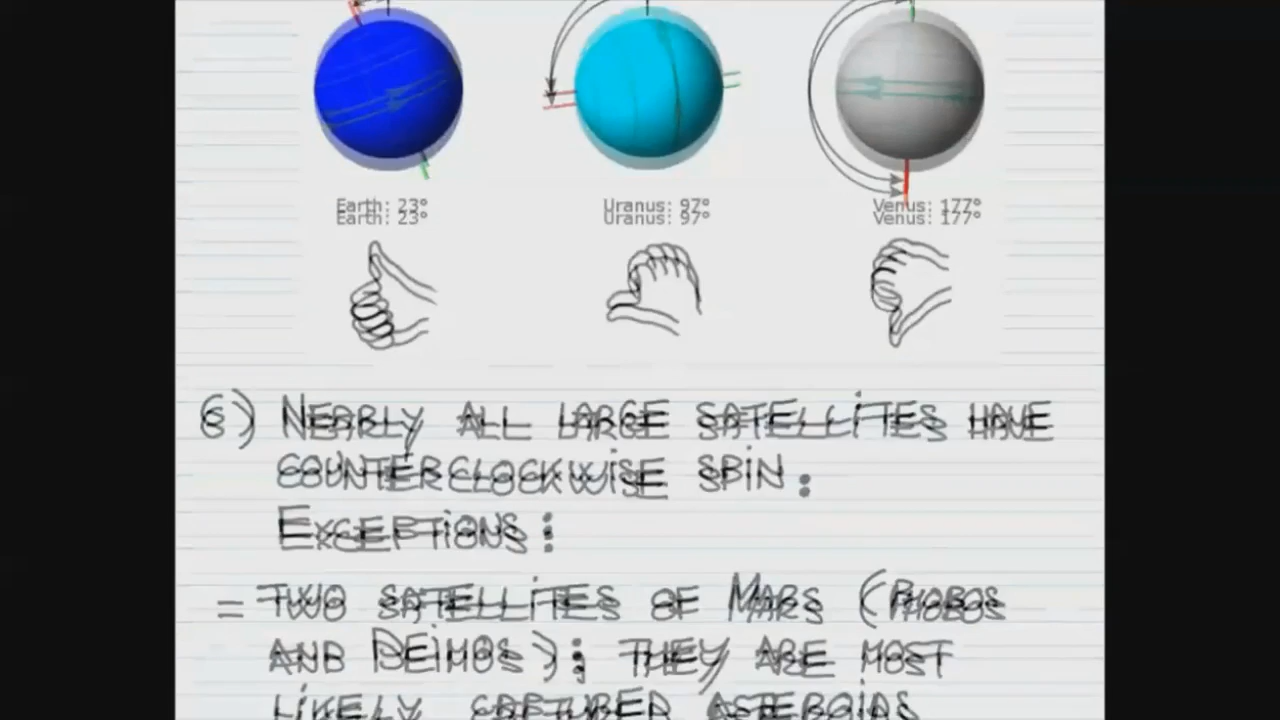 Earth: 23° Uranus: 97° Venus: 177°
6) NEARLY ALL LARGE SATELLITES HAVE
COUNTERCLOCKWISE SPIN.
EXCEPTIONS:
- TWO SATELLITES OF MARS (PHOBOS
AND DEIMOS); THEY ARE MOST
LIKELY CAPTURED ASTEROIDS